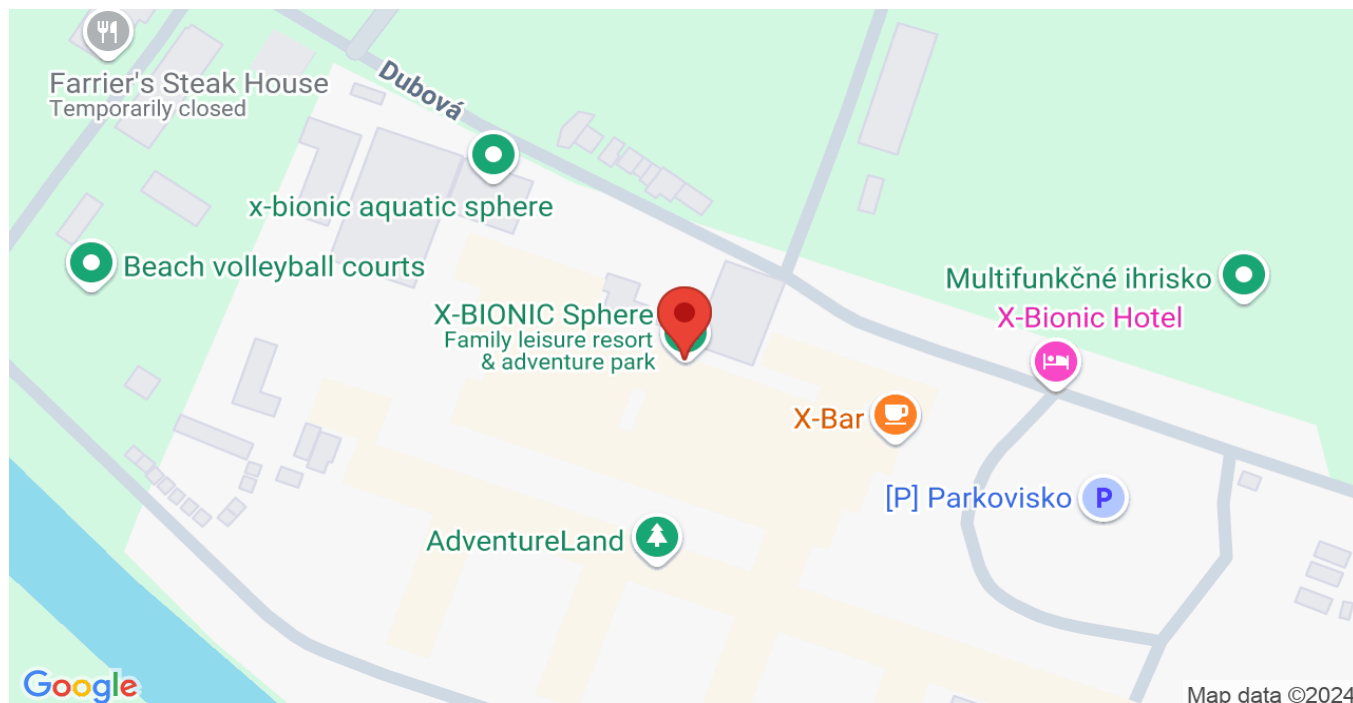 Farrier's Steak House
Temporarily closed
Dubová
x-bionic aquatic sphere
Beach volleyball courts
Multifunkčné ihrisko
X-BIONIC Sphere
Family leisure resort
& adventure park
X-Bionic Hotel
X-Bar
[P] Parkovisko
P
AdventureLand
Google
Map data ©2024